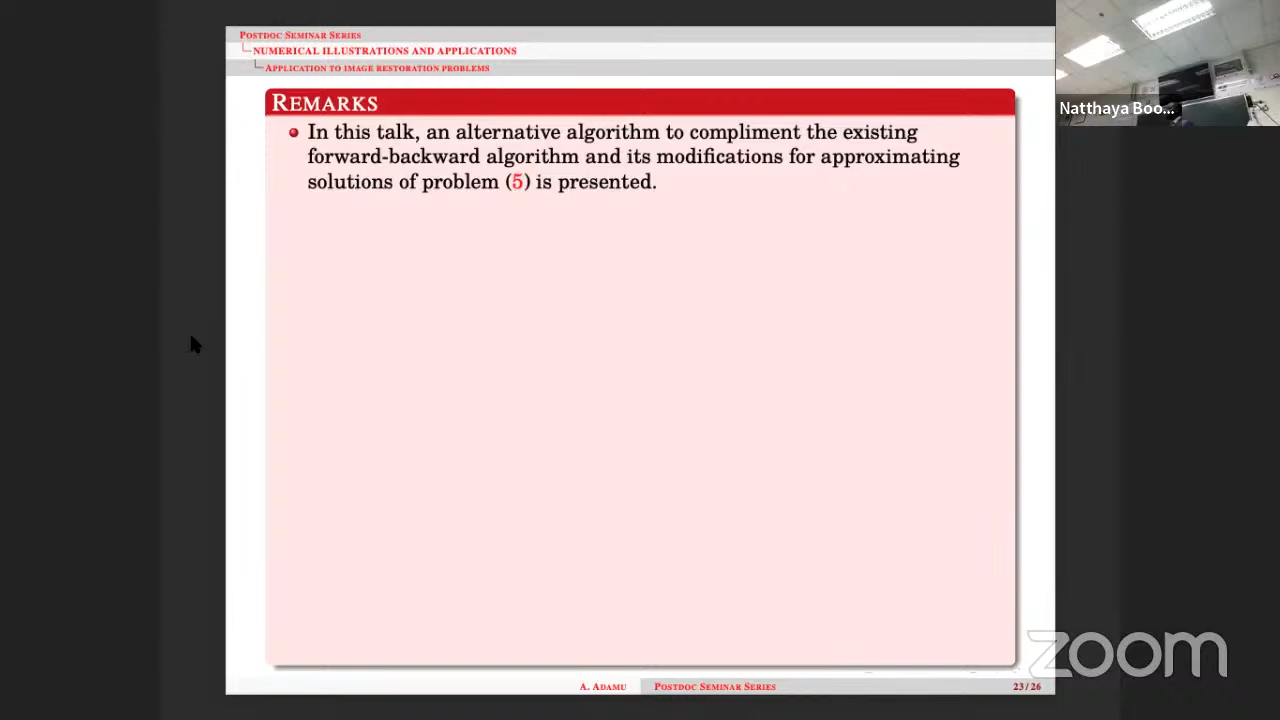 POSTDOC SEMINAR SERIES
NUMERICAL ILLUSTRATIONS AND APPLICATIONS
APPLICATION TO IMAGE RESTORATION PROBLEMS
REMARKS
In this talk, an alternative algorithm to compliment the existing
forward-backward algorithm and its modifications for approximating
solutions of problem (5) is presented.
Natthaya Boo...
zoom
A. ADAMU POSTDOC SEMINAR SERIES 23/26